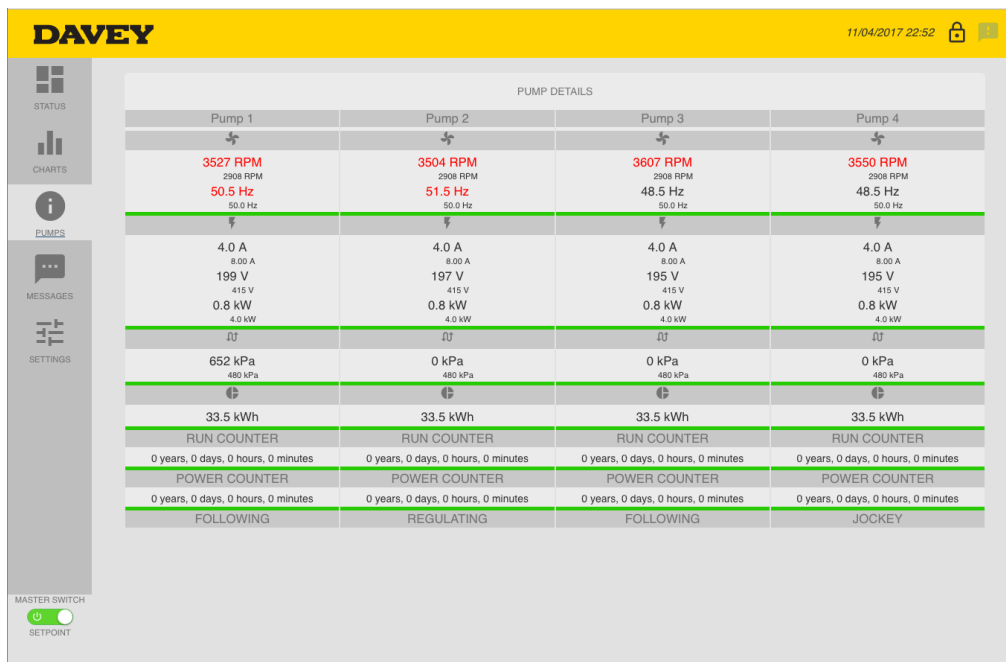 DAVEY
11/04/2017 22:52
STATUS
CHARTS
PUMPS
MESSAGES
SETTINGS
MASTER SWITCH
SETPOINT
PUMP DETAILS
Pump 1 Pump 2 Pump 3 Pump 4
3527 RPM 3504 RPM 3607 RPM 3550 RPM
2908 RPM 2908 RPM 2908 RPM 2908 RPM
50.5 Hz 51.5 Hz 48.5 Hz 48.5 Hz
50.0 Hz 50.0 Hz 50.0 Hz 50.0 Hz
4.0 A 4.0 A 4.0 A 4.0 A
8.00 A 8.00 A 8.00 A 8.00 A
199 V 197 V 195 V 195 V
415 V 415 V 415 V 415 V
0.8 kW 0.8 kW 0.8 kW 0.8 kW
4.0 kW 4.0 kW 4.0 kW 4.0 kW
652 kPa 0 kPa 0 kPa 0 kPa
480 kPa 480 kPa 480 kPa 480 kPa
33.5 kWh 33.5 kWh 33.5 kWh 33.5 kWh
RUN COUNTER RUN COUNTER RUN COUNTER RUN COUNTER
0 years, 0 days, 0 hours, 0 minutes 0 years, 0 days, 0 hours, 0 minutes 0 years, 0 days, 0 hours, 0 minutes 0 years, 0 days, 0 hours, 0 minutes
POWER COUNTER POWER COUNTER POWER COUNTER POWER COUNTER
0 years, 0 days, 0 hours, 0 minutes 0 years, 0 days, 0 hours, 0 minutes 0 years, 0 days, 0 hours, 0 minutes 0 years, 0 days, 0 hours, 0 minutes
FOLLOWING REGULATING FOLLOWING JOCKEY